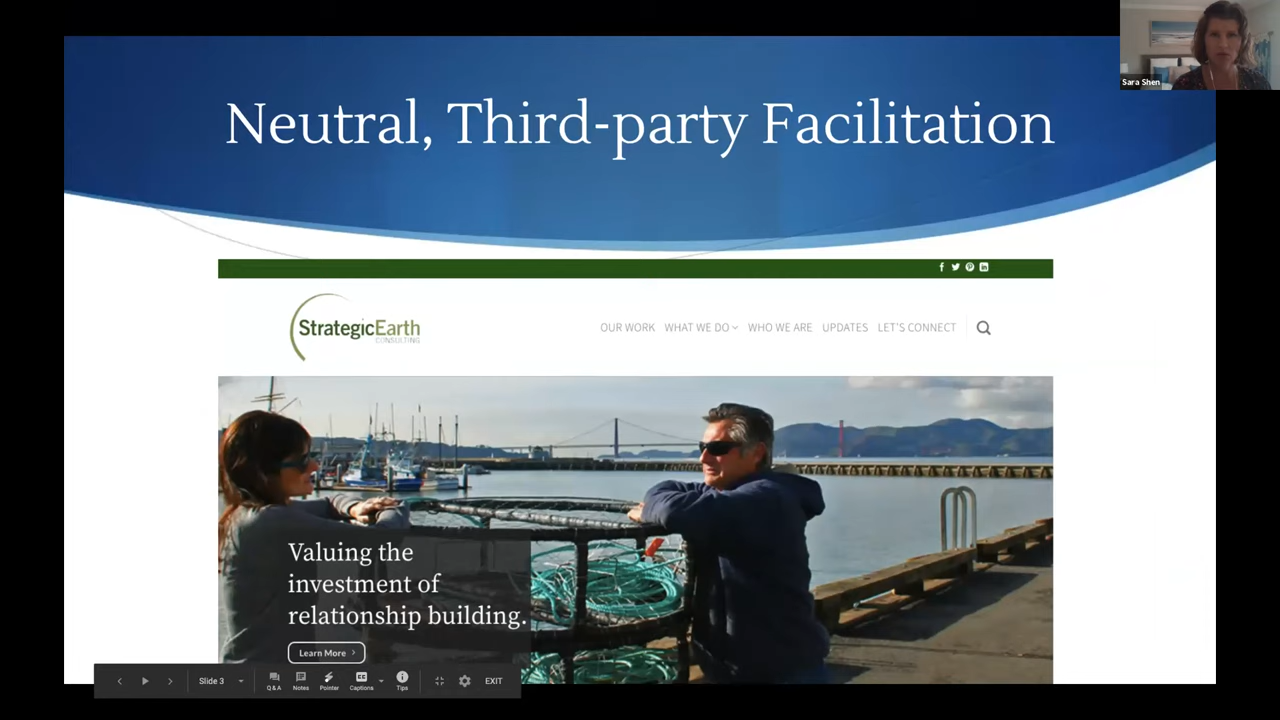 Sara Shen
Neutral, Third-party Facilitation
StrategicEarth
CONSULTING
OUR WORK WHAT WE DO WHO WE ARE UPDATES LET'S CONNECT
Valuing the
investment of
relationship building.
Learn More
Slide 3 Q&A Notes Pointer Captions Tips EXIT